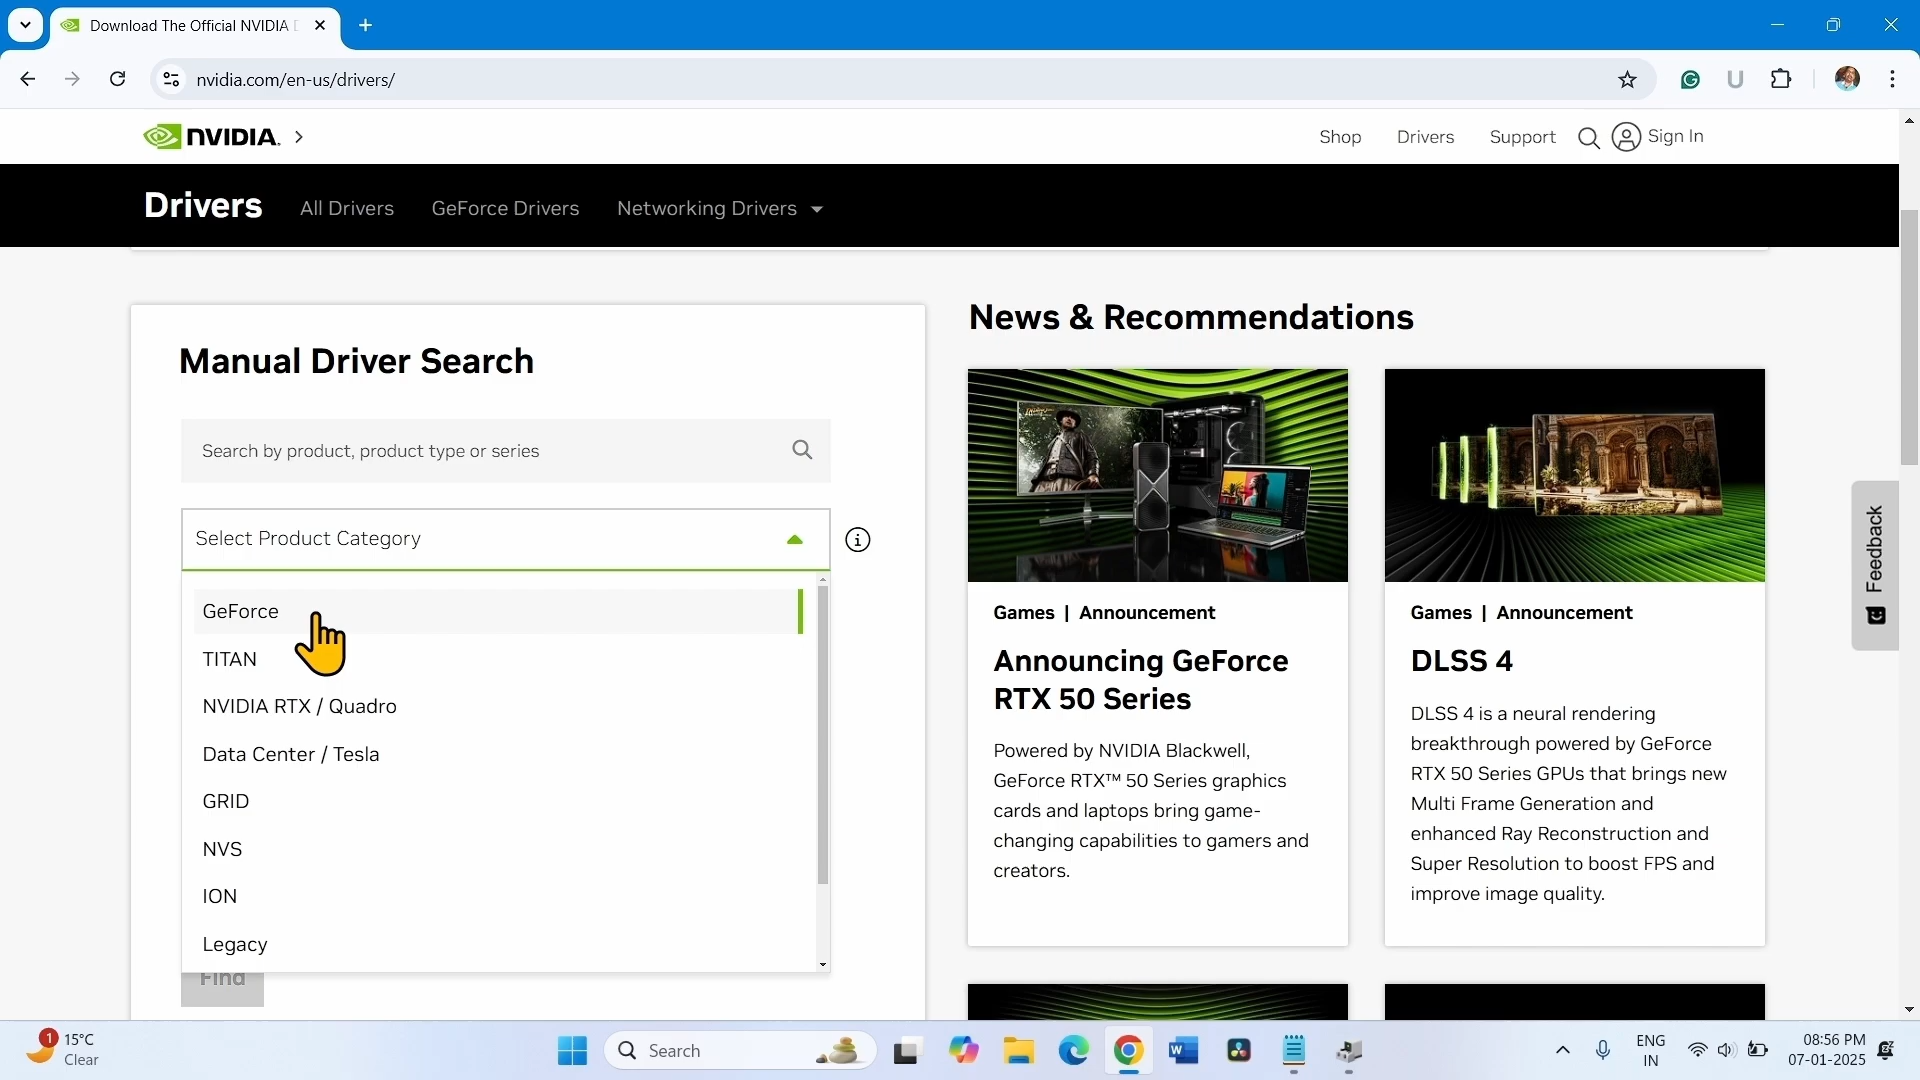 Download The Official NVIDIA D
nvidia.com/en-us/drivers/
NVIDIA.
Shop
Drivers
Support
Sign In
Drivers
All Drivers
GeForce Drivers
Networking Drivers
Manual Driver Search
Search by product, product type or series
Select Product Category
GeForce
TITAN
NVIDIA RTX / Quadro
Data Center / Tesla
GRID
NVS
ION
Legacy
Find
News & Recommendations
Games | Announcement
Announcing GeForce
RTX 50 Series
Powered by NVIDIA Blackwell,
GeForce RTX™ 50 Series graphics
cards and laptops bring game-
changing capabilities to gamers and
creators.
Games | Announcement
DLSS 4
DLSS 4 is a neural rendering
breakthrough powered by GeForce
RTX 50 Series GPUs that brings new
Multi Frame Generation and
enhanced Ray Reconstruction and
Super Resolution to boost FPS and
improve image quality.
Feedback
1
15°C
Clear
Search
ENG
IN
08:56 PM
07-01-2025